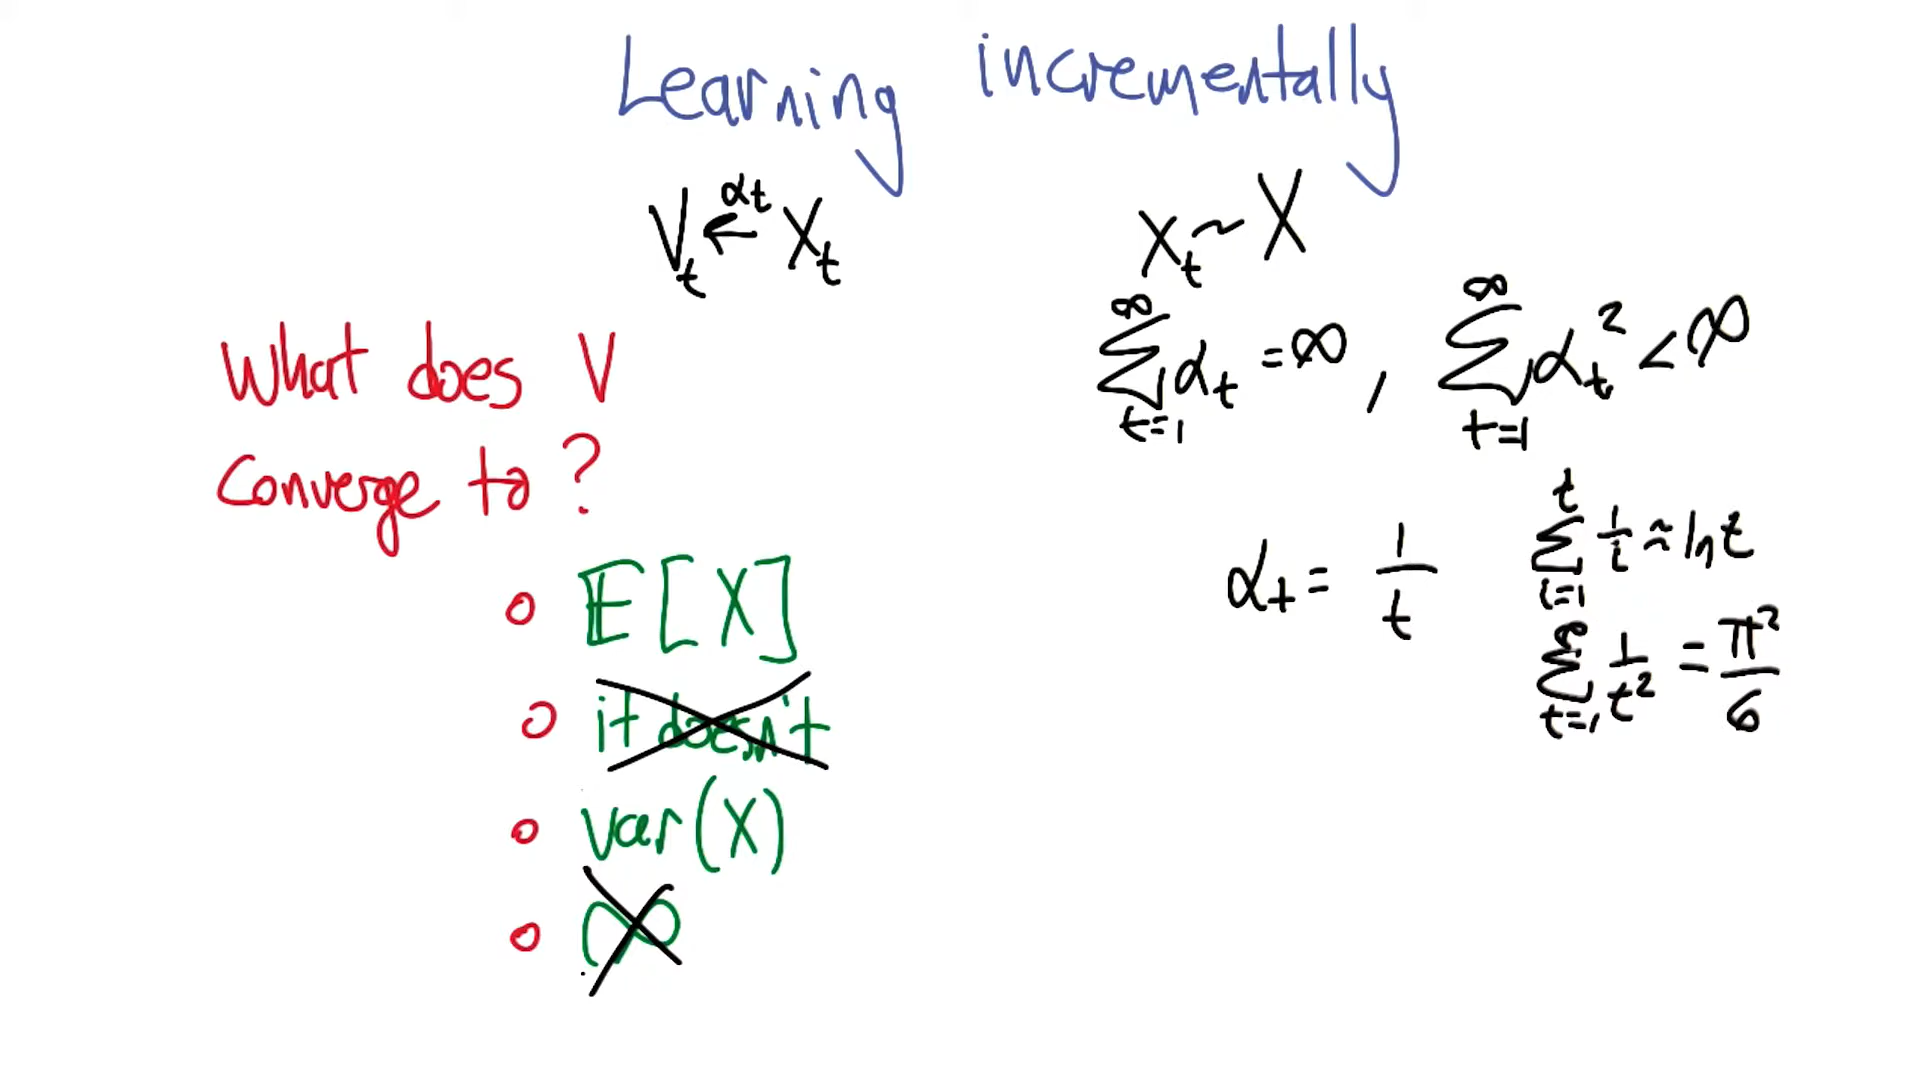 Learning incrementally
V_t ←^{α_t} X_t
x_t ~ X
∑_{t=1}^{∞} α_t = ∞ , ∑_{t=1}^{∞} α_t^2 < ∞
What does V
converge to ?
∑_{i=1}^{t} 1/i ≈ ln t
α_t = 1/t
∑_{t=1}^{∞} 1/t^2 = π^2/6
○ E[X]
○ it doesn't
○ var(X)
○ ∞